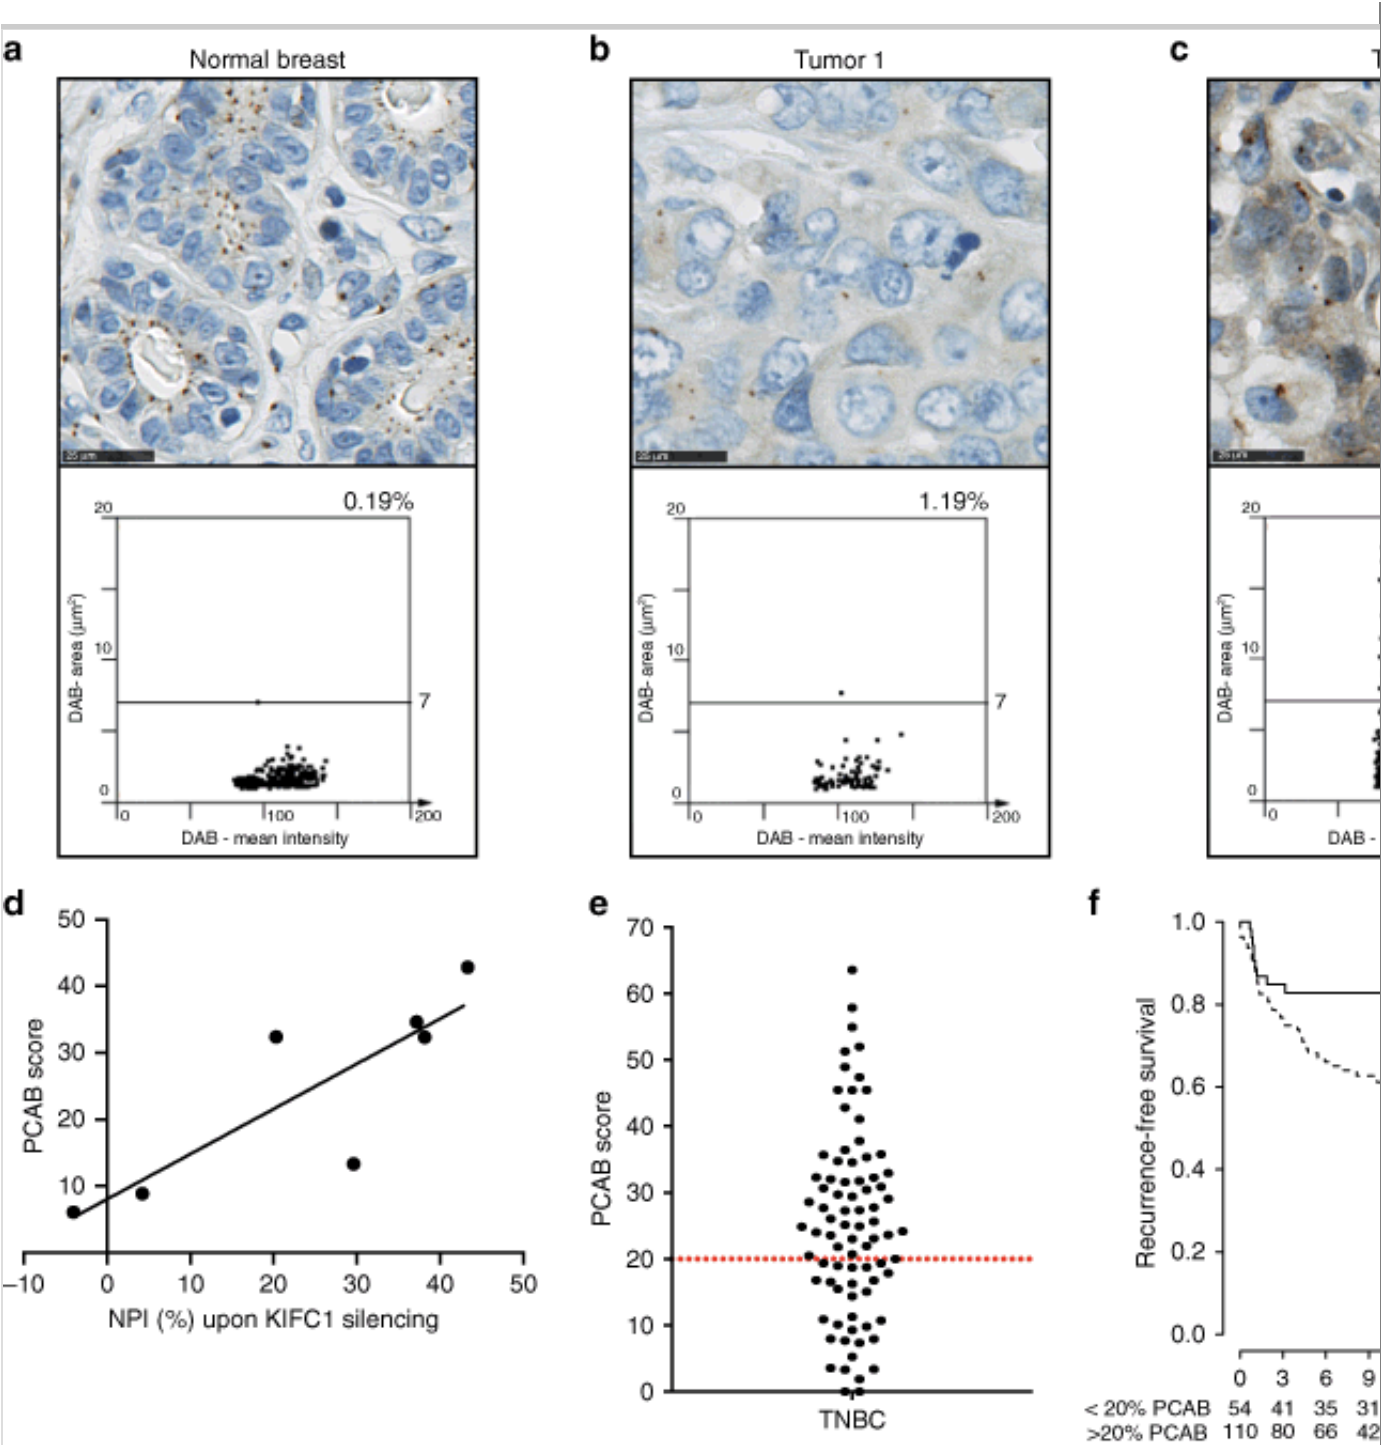 a
Normal breast
25 µm
0.19%
20
10
0
7
0
100
200
DAB- area (µm²)
DAB - mean intensity
b
Tumor 1
25 µm
1.19%
20
10
0
7
0
100
200
DAB- area (µm²)
DAB - mean intensity
c
T
25 µm
20
10
0
0
DAB- area (µm²)
DAB -
d
50
40
30
20
10
–10 0 10 20 30 40 50
PCAB score
NPI (%) upon KIFC1 silencing
e
70
60
50
40
30
20
10
0
PCAB score
TNBC
f
1.0
0.8
0.6
0.4
0.2
0.0
Recurrence-free survival
0 3 6 9
< 20% PCAB 54 41 35 31
>20% PCAB 110 80 66 42